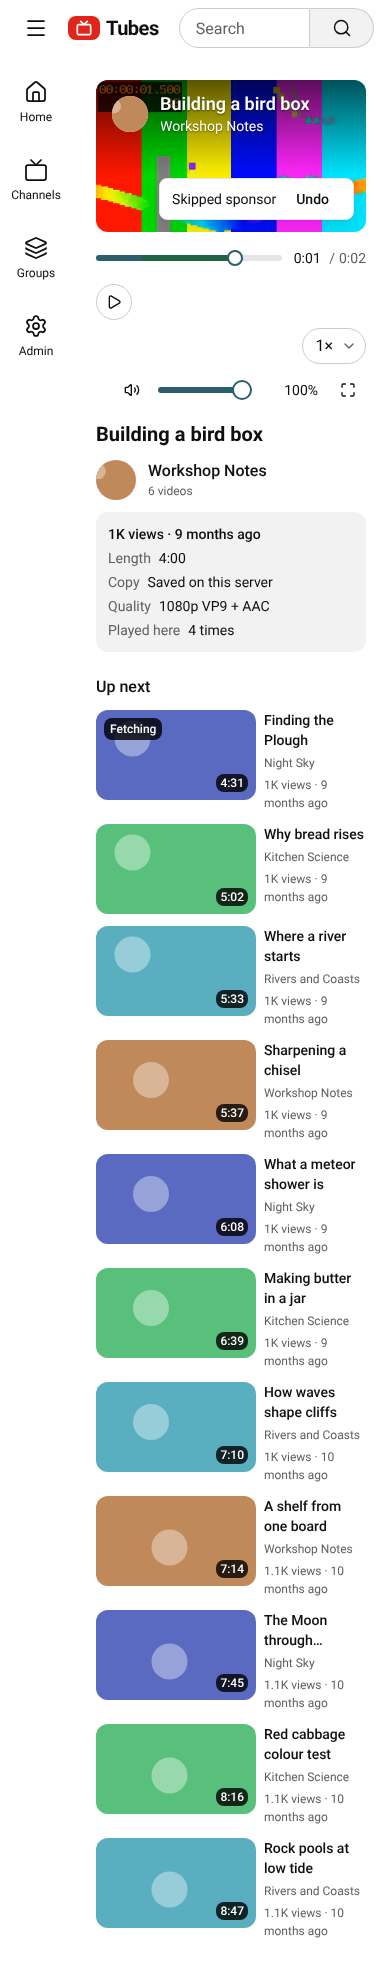 Tubes
Search
Home
Channels
Groups
Admin
00:00:01.500
Building a bird box
Workshop Notes
Skipped sponsor Undo
0:01 / 0:02
1×
100%
Building a bird box
Workshop Notes
6 videos
1K views · 9 months ago
Length 4:00
Copy Saved on this server
Quality 1080p VP9 + AAC
Played here 4 times
Up next
Fetching
4:31
Finding the
Plough
Night Sky
1K views · 9
months ago
5:02
Why bread rises
Kitchen Science
1K views · 9
months ago
5:33
Where a river
starts
Rivers and Coasts
1K views · 9
months ago
5:37
Sharpening a
chisel
Workshop Notes
1K views · 9
months ago
6:08
What a meteor
shower is
Night Sky
1K views · 9
months ago
6:39
Making butter
in a jar
Kitchen Science
1K views · 9
months ago
7:10
How waves
shape cliffs
Rivers and Coasts
1K views · 10
months ago
7:14
A shelf from
one board
Workshop Notes
1.1K views · 10
months ago
7:45
The Moon
through…
Night Sky
1.1K views · 10
months ago
8:16
Red cabbage
colour test
Kitchen Science
1.1K views · 10
months ago
8:47
Rock pools at
low tide
Rivers and Coasts
1.1K views · 10
months ago